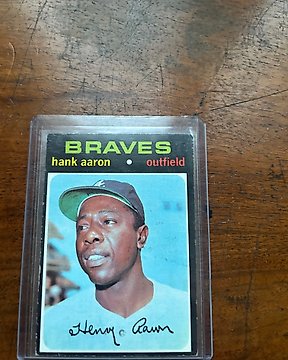 BRAVES
hank aaron • outfield
Henry Aaron